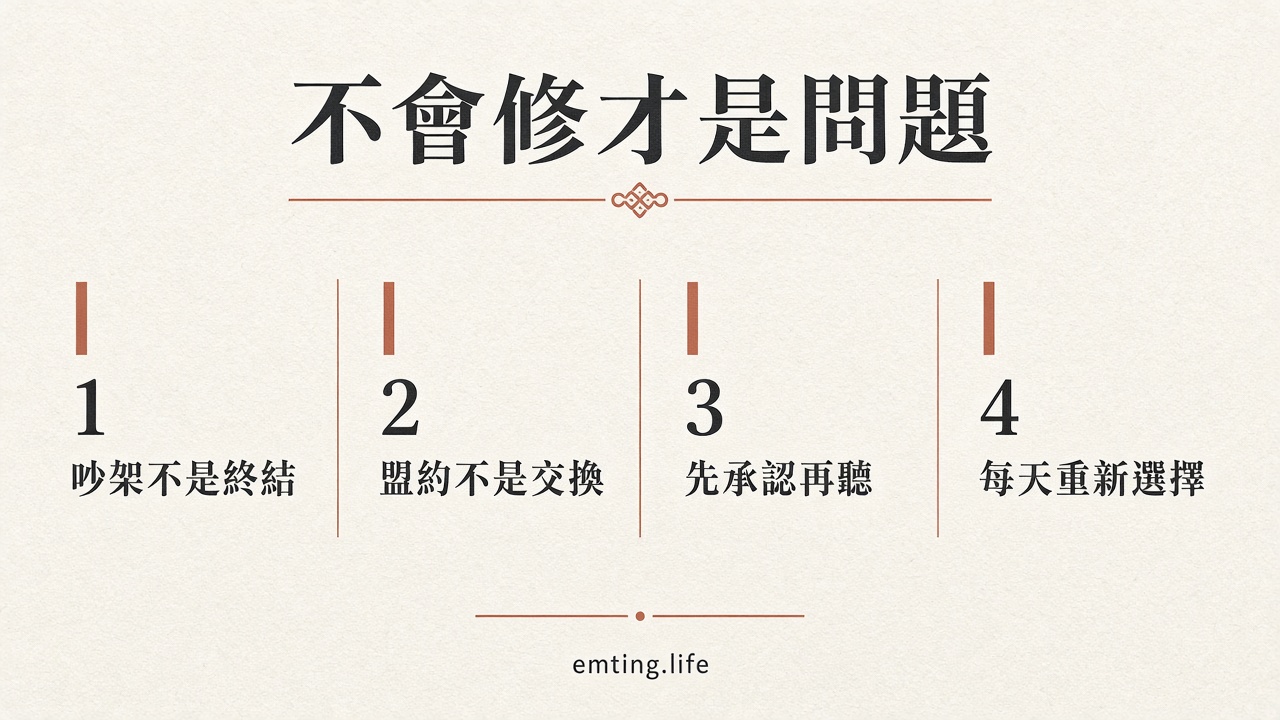 不會修才是問題
1
吵架不是終結
2
盟約不是交換
3
先承認再聽
4
每天重新選擇
emting.life